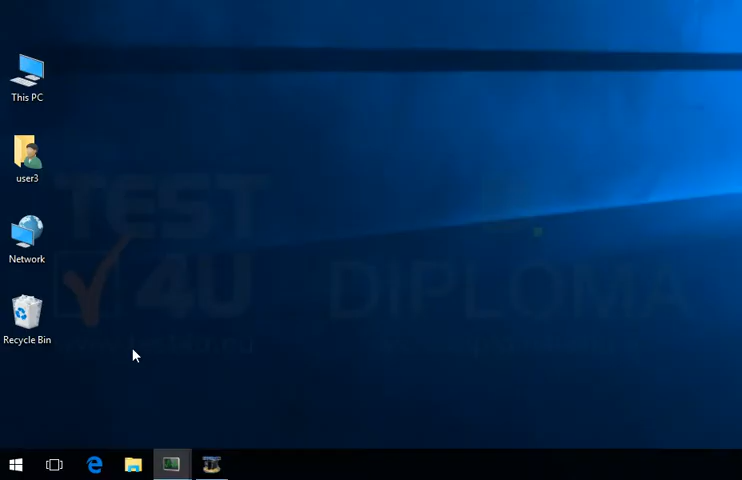 This PC
user3
TEST
4U
DIPLOMA
Network
Recycle Bin